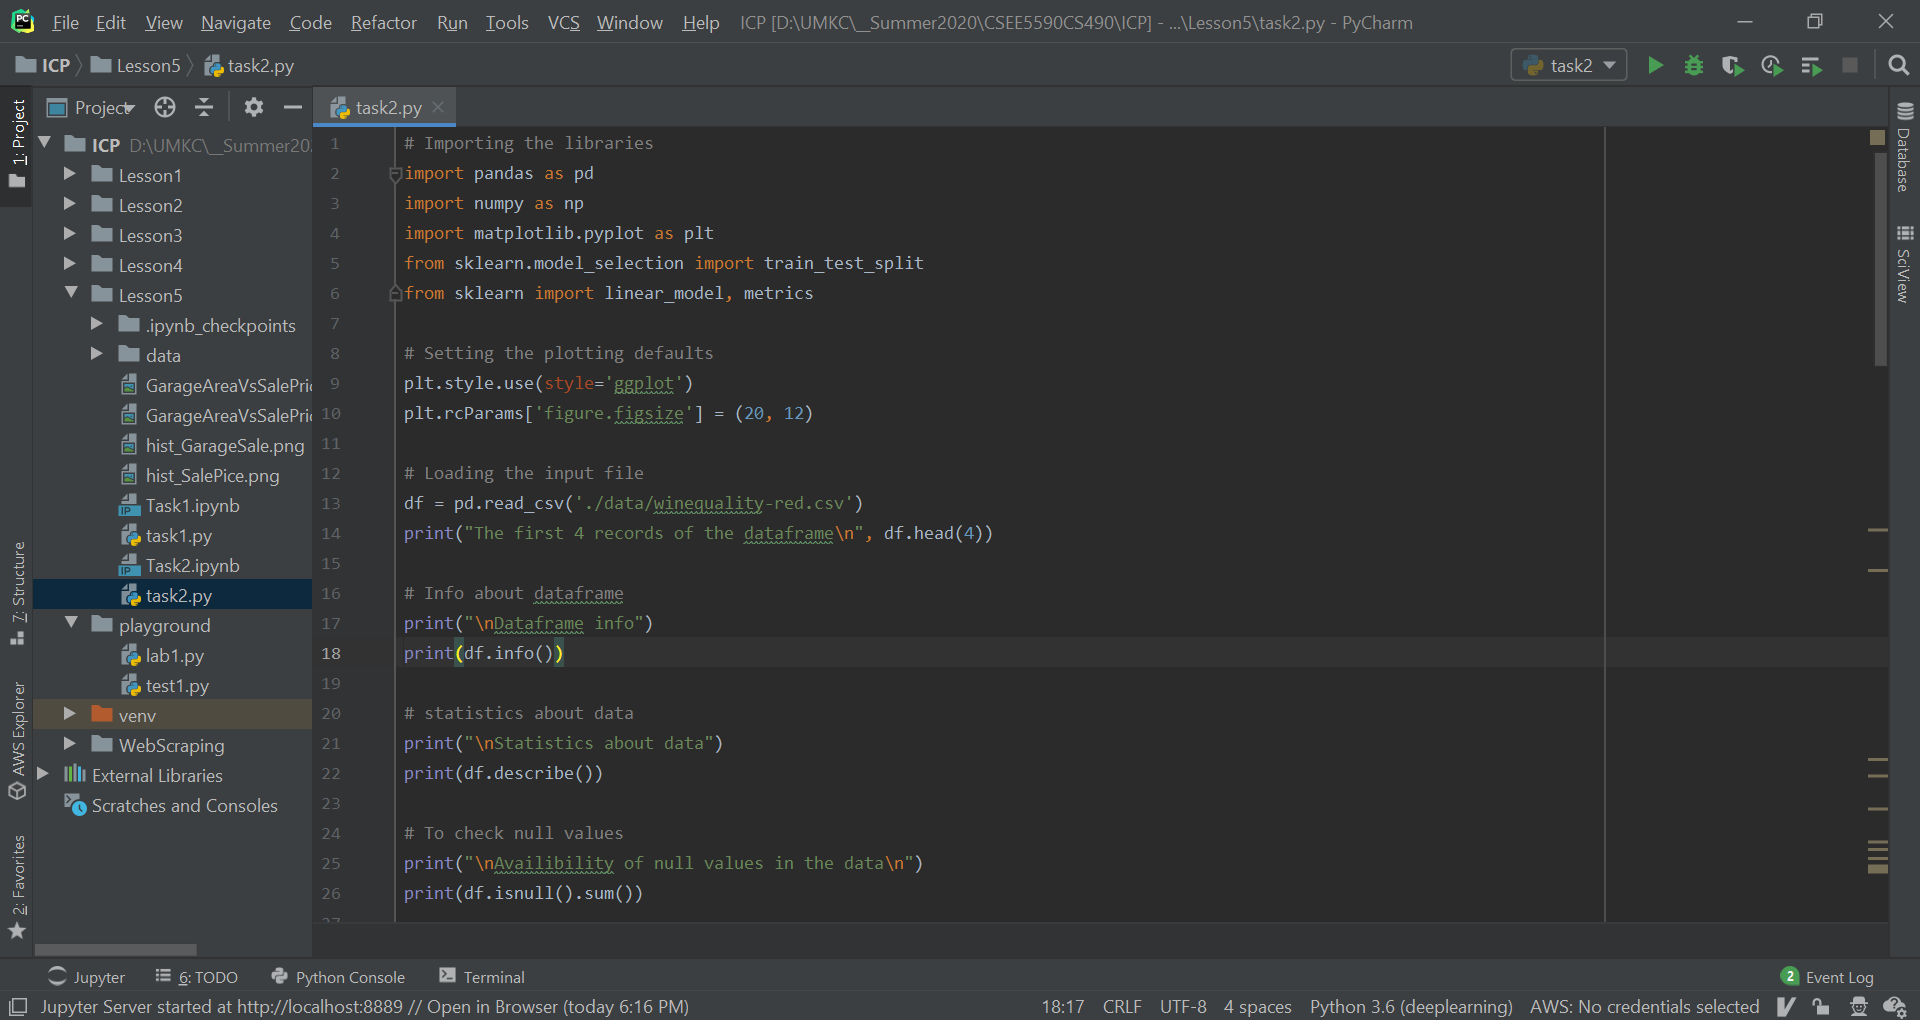 File Edit View Navigate Code Refactor Run Tools VCS Window Help ICP [D:\UMKC\__Summer2020\CSEE5590CS490\ICP] - ...\Lesson5\task2.py - PyCharm
ICP Lesson5 task2.py task2
Project task2.py
1: Project
7: Structure
AWS Explorer
2: Favorites
ICP D:\UMKC\__Summer20
Lesson1
Lesson2
Lesson3
Lesson4
Lesson5
.ipynb_checkpoints
data
GarageAreaVsSalePri
GarageAreaVsSalePri
hist_GarageSale.png
hist_SalePice.png
Task1.ipynb
task1.py
Task2.ipynb
task2.py
playground
lab1.py
test1.py
venv
WebScraping
External Libraries
Scratches and Consoles
1 # Importing the libraries
2 import pandas as pd
3 import numpy as np
4 import matplotlib.pyplot as plt
5 from sklearn.model_selection import train_test_split
6 from sklearn import linear_model, metrics
7
8 # Setting the plotting defaults
9 plt.style.use(style='ggplot')
10 plt.rcParams['figure.figsize'] = (20, 12)
11
12 # Loading the input file
13 df = pd.read_csv('./data/winequality-red.csv')
14 print("The first 4 records of the dataframe\n", df.head(4))
15
16 # Info about dataframe
17 print("\nDataframe info")
18 print(df.info())
19
20 # statistics about data
21 print("\nStatistics about data")
22 print(df.describe())
23
24 # To check null values
25 print("\nAvailibility of null values in the data\n")
26 print(df.isnull().sum())
27
Database
SciView
Jupyter 6: TODO Python Console Terminal 2 Event Log
Jupyter Server started at http://localhost:8889 // Open in Browser (today 6:16 PM) 18:17 CRLF UTF-8 4 spaces Python 3.6 (deeplearning) AWS: No credentials selected